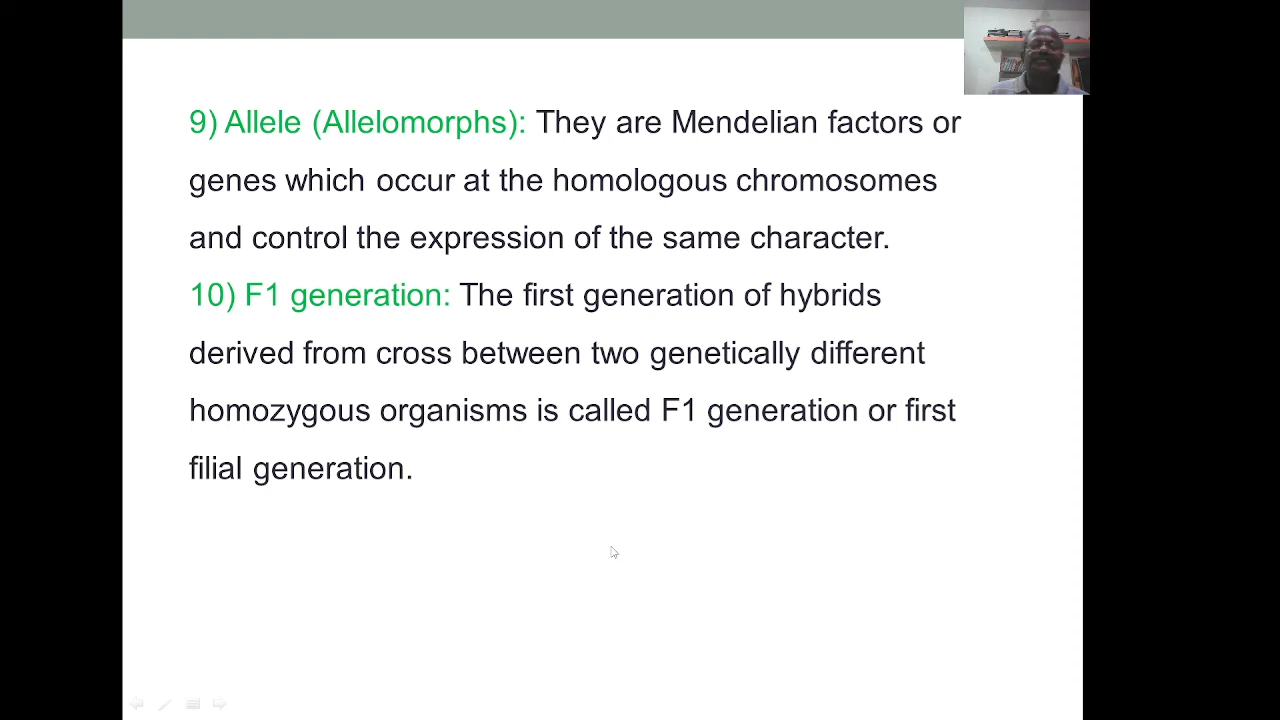 9) Allele (Allelomorphs): They are Mendelian factors or
genes which occur at the homologous chromosomes
and control the expression of the same character.
10) F1 generation: The first generation of hybrids
derived from cross between two genetically different
homozygous organisms is called F1 generation or first
filial generation.